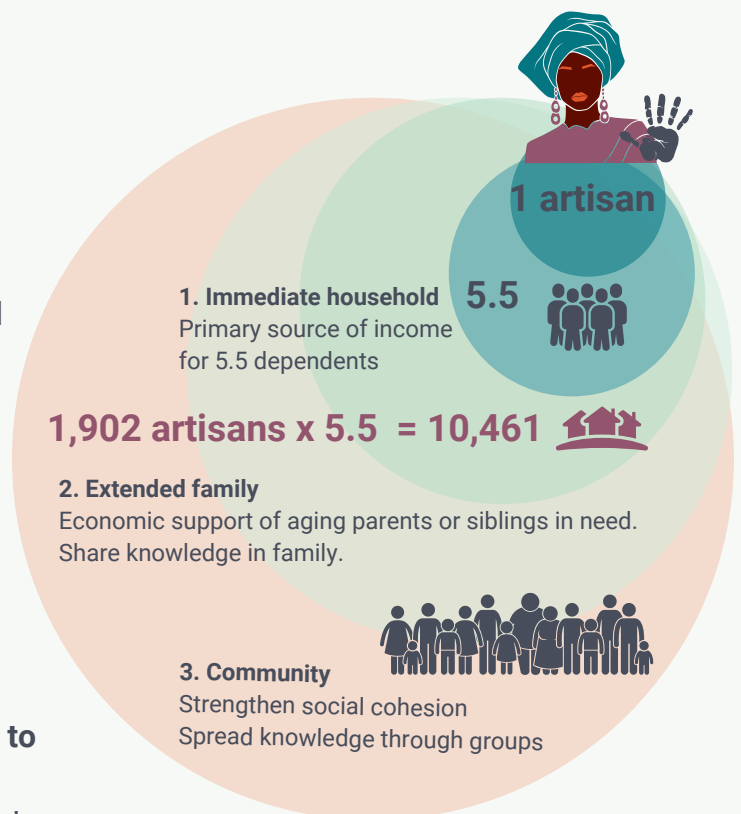 1 artisan
1. Immediate household 5.5
Primary source of income
for 5.5 dependents
1,902 artisans x 5.5 = 10,461
2. Extended family
Economic support of aging parents or siblings in need.
Share knowledge in family.
3. Community
Strengthen social cohesion
to
Spread knowledge through groups